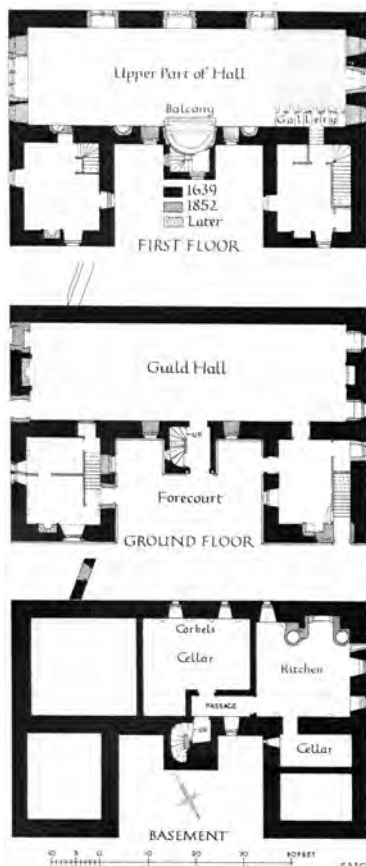 Upper Part of Hall
Balcony
Gallery
1639
1852
Later
FIRST FLOOR
Guild Hall
UP
Forecourt
GROUND FLOOR
Corbels
Cellar
Kitchen
PASSAGE
UP
Cellar
BASEMENT
10 5 0 10 20 30 40 FEET